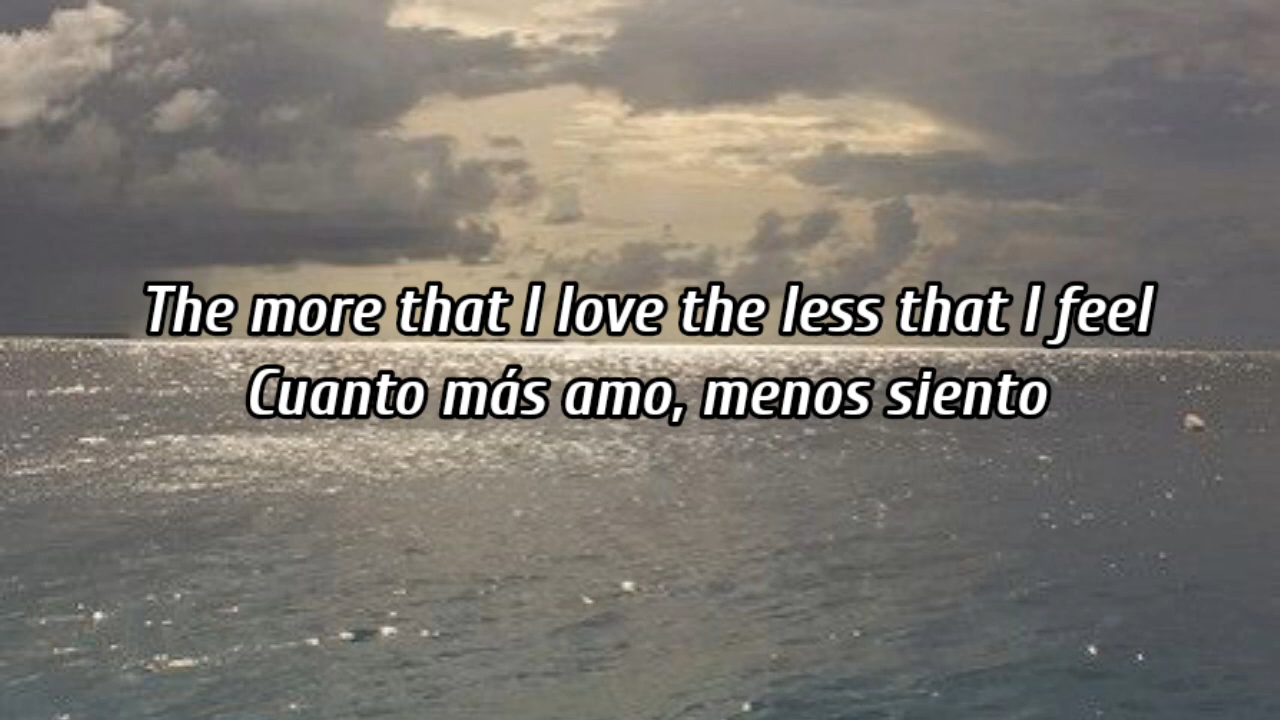 The more that I love the less that I feel
Cuanto más amo, menos siento